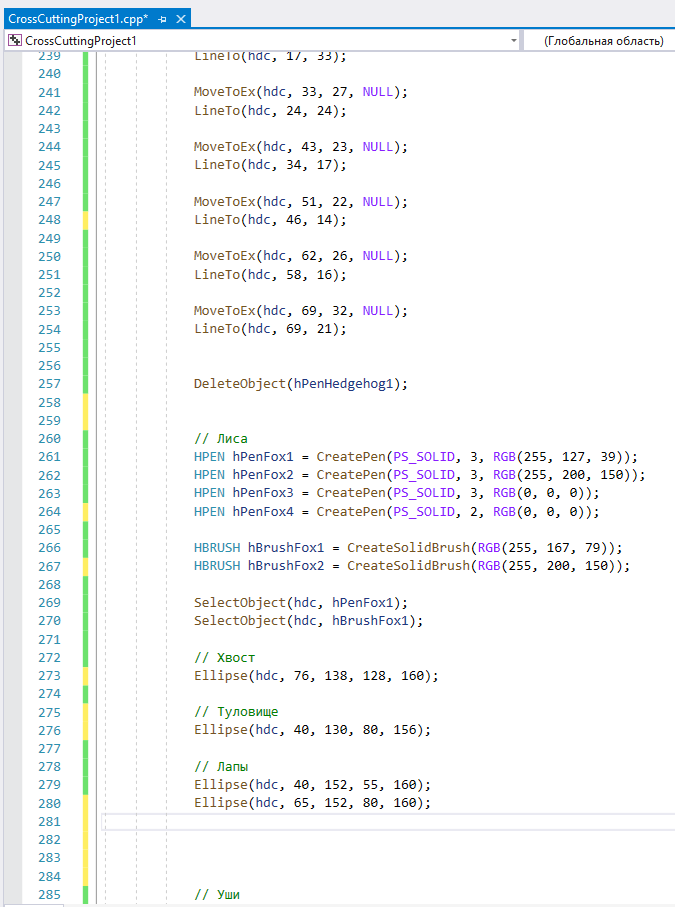 CrossCuttingProject1.cpp*
CrossCuttingProject1 (Глобальная область)
239 LineTo(hdc, 17, 33);
240
241 MoveToEx(hdc, 33, 27, NULL);
242 LineTo(hdc, 24, 24);
243
244 MoveToEx(hdc, 43, 23, NULL);
245 LineTo(hdc, 34, 17);
246
247 MoveToEx(hdc, 51, 22, NULL);
248 LineTo(hdc, 46, 14);
249
250 MoveToEx(hdc, 62, 26, NULL);
251 LineTo(hdc, 58, 16);
252
253 MoveToEx(hdc, 69, 32, NULL);
254 LineTo(hdc, 69, 21);
255
256
257 DeleteObject(hPenHedgehog1);
258
259
260 // Лиса
261 HPEN hPenFox1 = CreatePen(PS_SOLID, 3, RGB(255, 127, 39));
262 HPEN hPenFox2 = CreatePen(PS_SOLID, 3, RGB(255, 200, 150));
263 HPEN hPenFox3 = CreatePen(PS_SOLID, 3, RGB(0, 0, 0));
264 HPEN hPenFox4 = CreatePen(PS_SOLID, 2, RGB(0, 0, 0));
265
266 HBRUSH hBrushFox1 = CreateSolidBrush(RGB(255, 167, 79));
267 HBRUSH hBrushFox2 = CreateSolidBrush(RGB(255, 200, 150));
268
269 SelectObject(hdc, hPenFox1);
270 SelectObject(hdc, hBrushFox1);
271
272 // Хвост
273 Ellipse(hdc, 76, 138, 128, 160);
274
275 // Туловище
276 Ellipse(hdc, 40, 130, 80, 156);
277
278 // Лапы
279 Ellipse(hdc, 40, 152, 55, 160);
280 Ellipse(hdc, 65, 152, 80, 160);
281
282
283
284
285 // Уши